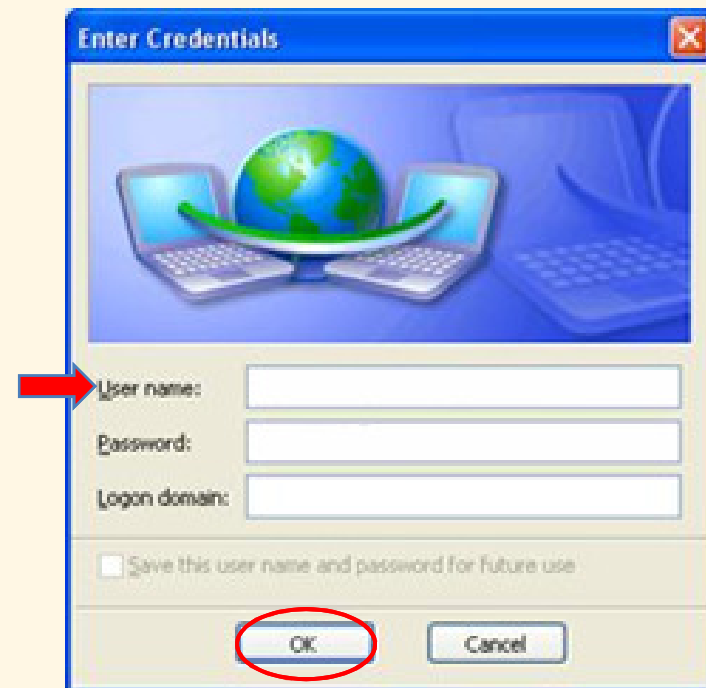 Enter Credentials
User name:
Password:
Logon domain:
Save this user name and password for future use
OK
Cancel